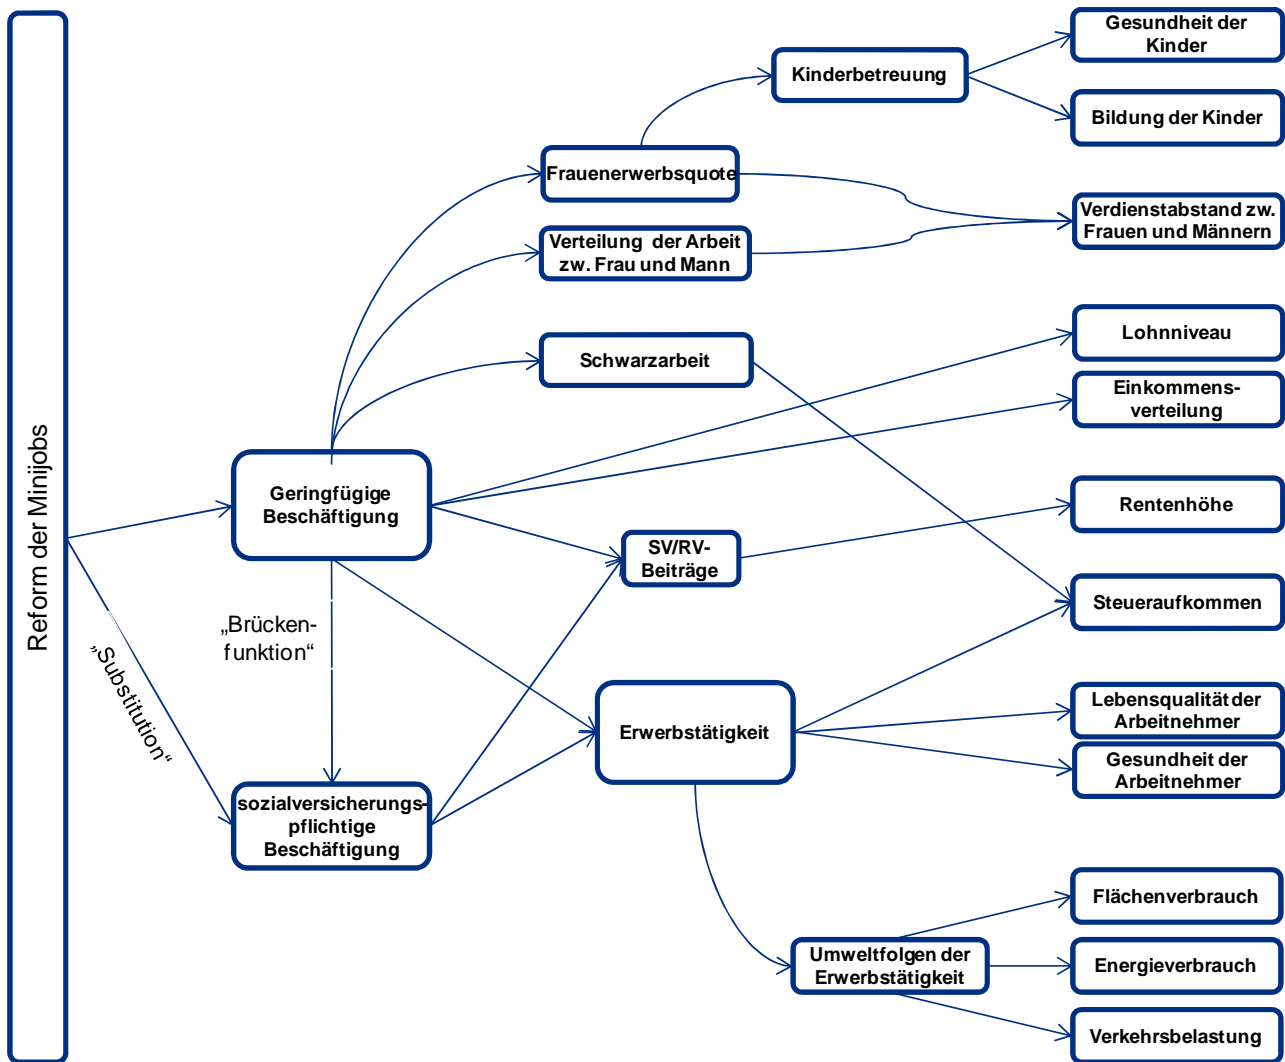 Reform der Minijobs
Gesundheit der
Kinder
Kinderbetreuung
Bildung der Kinder
Frauenerwerbsquote
Verteilung der Arbeit
zw. Frau und Mann
Verdienstabstand zw.
Frauen und Männern
Schwarzarbeit
Lohnniveau
Einkommens-
verteilung
Geringfügige
Beschäftigung
Rentenhöhe
SV/RV-
Beiträge
Steueraufkommen
„Brücken-
funktion“
„Substitution“
Erwerbstätigkeit
Lebensqualität der
Arbeitnehmer
Gesundheit der
Arbeitnehmer
sozialversicherungs-
pflichtige
Beschäftigung
Flächenverbrauch
Umweltfolgen der
Erwerbstätigkeit
Energieverbrauch
Verkehrsbelastung